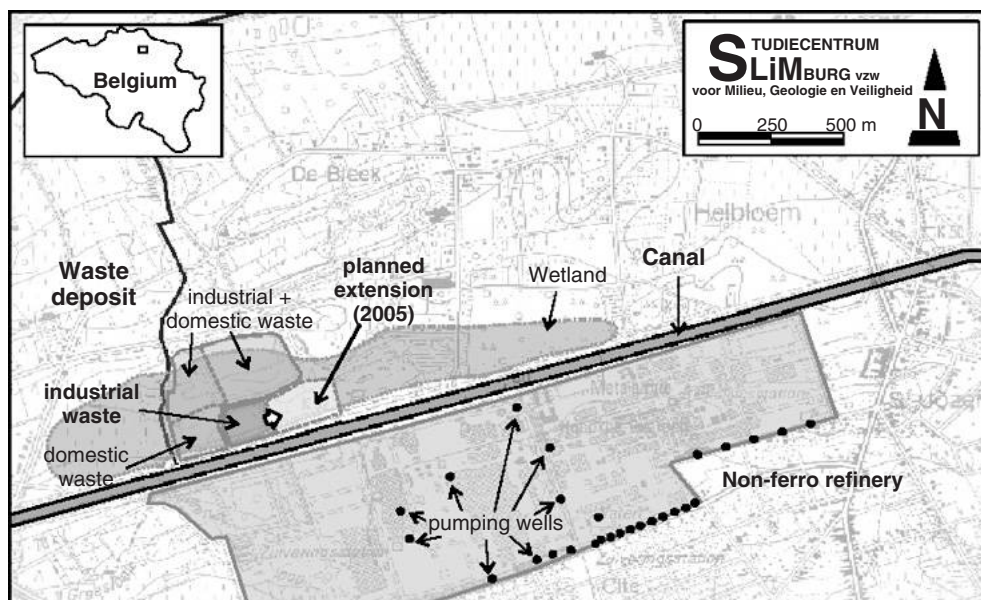 Belgium
STUDIECENTRUM
SLiMBURG vzw
voor Milieu, Geologie en Veiligheid
0 250 500 m
N
De Bleek
Helbloem
Waste
deposit
industrial +
domestic waste
planned
extension
(2005)
Wetland
Canal
industrial
waste
domestic
waste
Non-ferro refinery
pumping wells